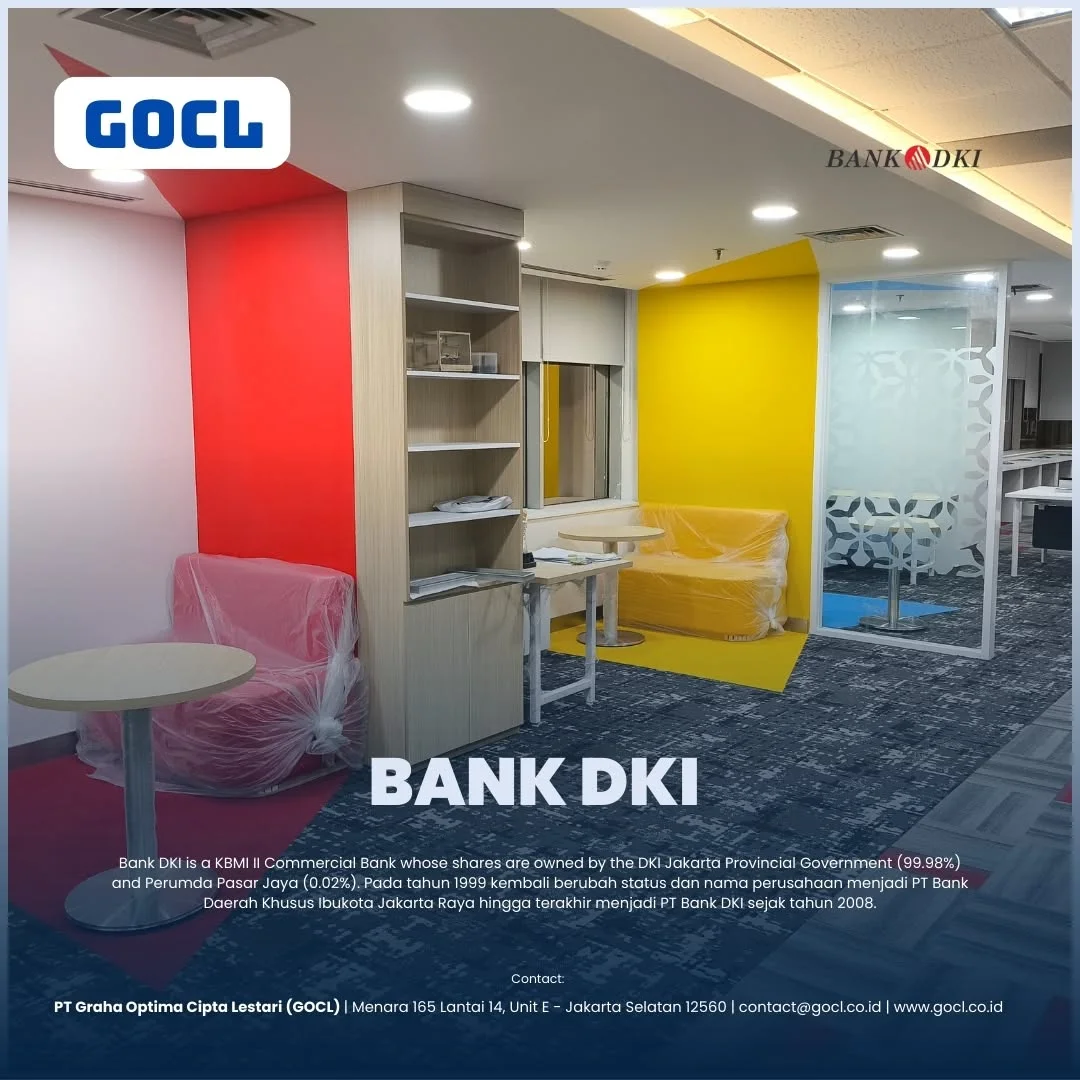 GOCL
BANK DKI
BANK DKI
Bank DKI is a KBMI II Commercial Bank whose shares are owned by the DKI Jakarta Provincial Government (99.98%)
and Perumda Pasar Jaya (0.02%). Pada tahun 1999 kembali berubah status dan nama perusahaan menjadi PT Bank
Daerah Khusus Ibukota Jakarta Raya hingga terakhir menjadi PT Bank DKI sejak tahun 2008.
Contact:
PT Graha Optima Cipta Lestari (GOCL) | Menara 165 Lantai 14, Unit E - Jakarta Selatan 12560 | contact@gocl.co.id | www.gocl.co.id